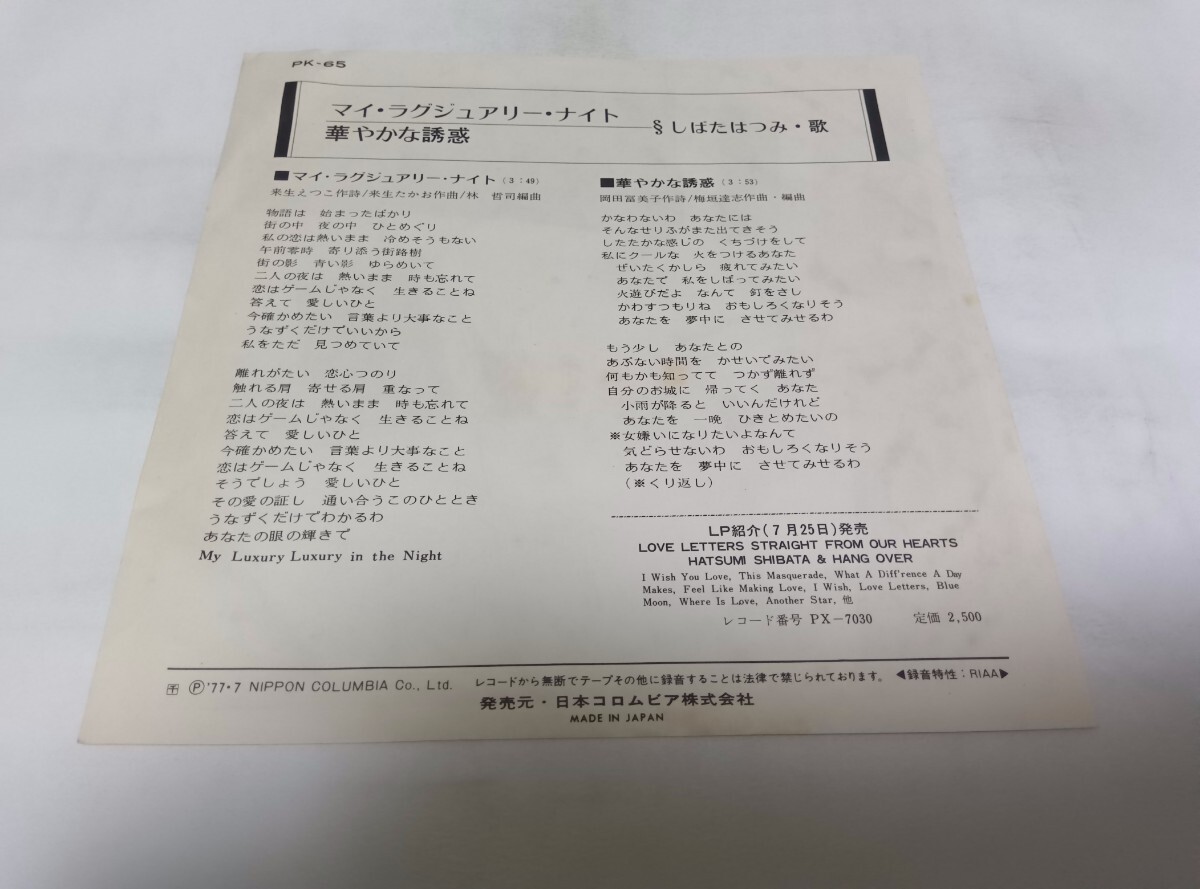 PK-65
マイ・ラグジュアリー・ナイト
華やかな誘惑
§しばたはつみ・歌
■マイ・ラグジュアリー・ナイト (3:49)
来生えつこ作詩/来生たかお作曲/林 哲司編曲
物語は 始まったばかり
街の中 夜の中 ひとめぐり
私の恋は熱いまま 冷めそうもない
午前零時 寄り添う街路樹
街の影 青い影 ゆらめいて
二人の夜は 熱いまま 時も忘れて
恋はゲームじゃなく 生きることね
答えて 愛しいひと
今確かめたい 言葉より大事なこと
うなずくだけでいいから
私をただ 見つめていて
離れがたい 恋心つのり
触れる肩 寄せる肩 重なって
二人の夜は 熱いまま 時も忘れて
恋はゲームじゃなく 生きることね
答えて 愛しいひと
今確かめたい 言葉より大事なこと
恋はゲームじゃなく 生きることね
そうでしょう 愛しいひと
その愛の証し 通い合うこのひととき
うなずくだけでわかるわ
あなたの眼の輝きで
My Luxury Luxury in the Night
■華やかな誘惑 (3:53)
岡田冨美子作詩/梅垣達志作曲・編曲
かなわないわ あなたには
そんなせりふがまた出てきそう
したたかな感じの くちづけをして
私にクールな 火をつけるあなた
ぜいたくかしら 疲れてみたい
あなたで 私をしばってみたい
火遊びだよ なんて 釘をさし
かわすつもりね おもしろくなりそう
あなたを 夢中に させてみせるわ
もう少し あなたとの
あぶない時間を かせいでみたい
何もかも知ってて つかず離れず
自分のお城に 帰ってく あなた
小雨が降ると いいんだけれど
あなたを 一晩 ひきとめたいの
※女嫌いになりたいよなんて
気どらせないわ おもしろくなりそう
あなたを 夢中に させてみせるわ
(※くり返し)
LP紹介(7月25日)発売
LOVE LETTERS STRAIGHT FROM OUR HEARTS
HATSUMI SHIBATA & HANG OVER
I Wish You Love, This Masquerade, What A Diff'rence A Day
Makes, Feel Like Making Love, I Wish, Love Letters, Blue
Moon, Where Is Love, Another Star, 他
レコード番号 PX-7030 定価 2,500
Ⓟ'77・7 NIPPON COLUMBIA Co., Ltd. レコードから無断でテープその他に録音することは法律で禁じられております。 ◀録音特性:RIAA▶
発売元・日本コロムビア株式会社
MADE IN JAPAN